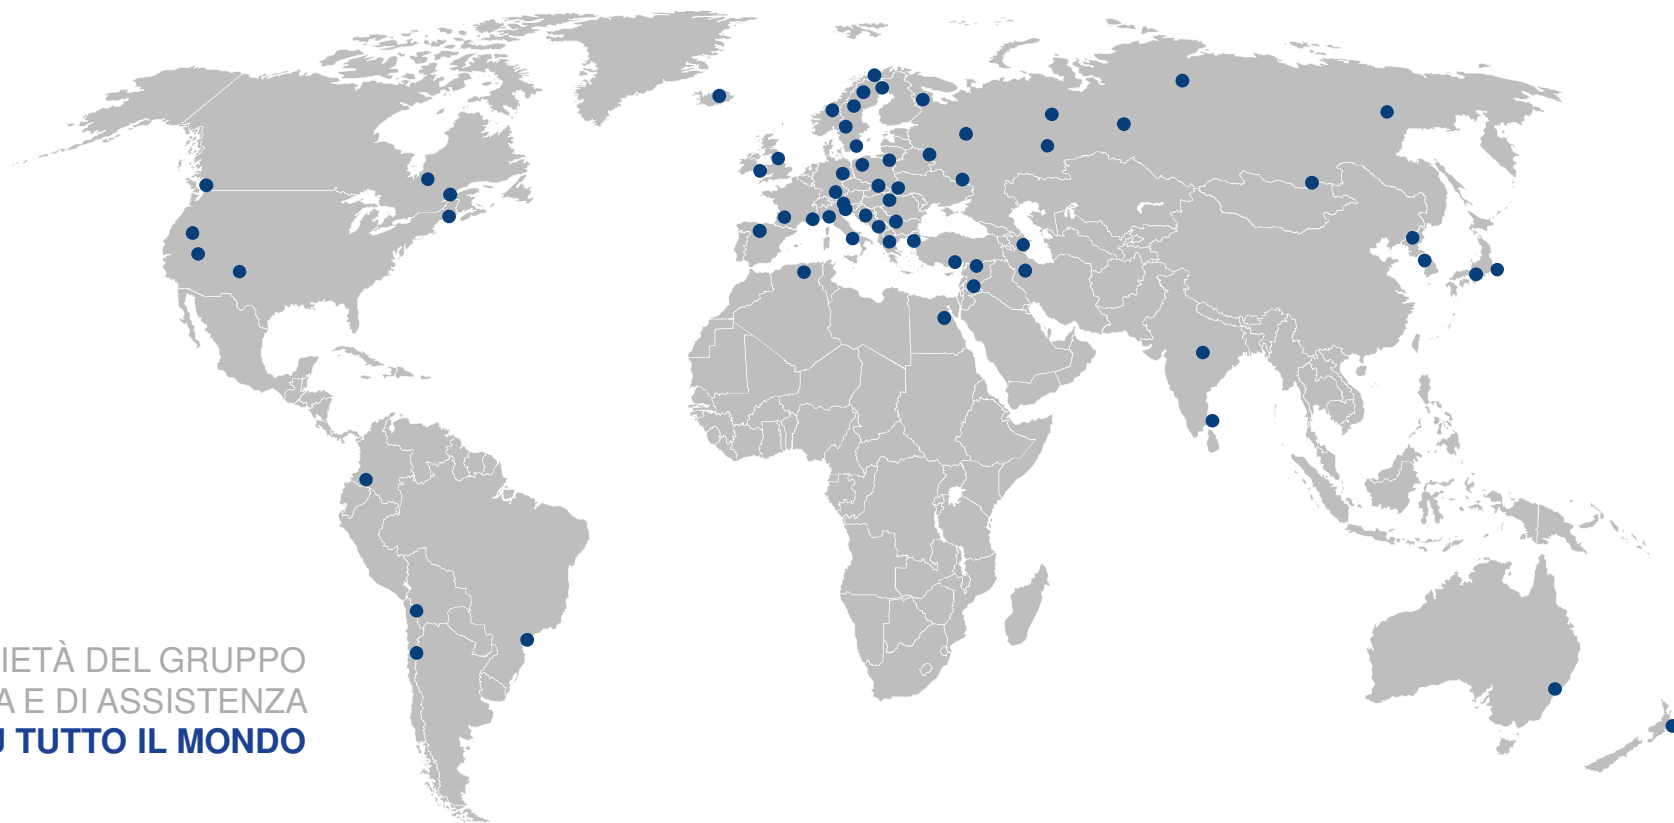 IETÀ DEL GRUPPO
A E DI ASSISTENZA
TUTTO IL MONDO